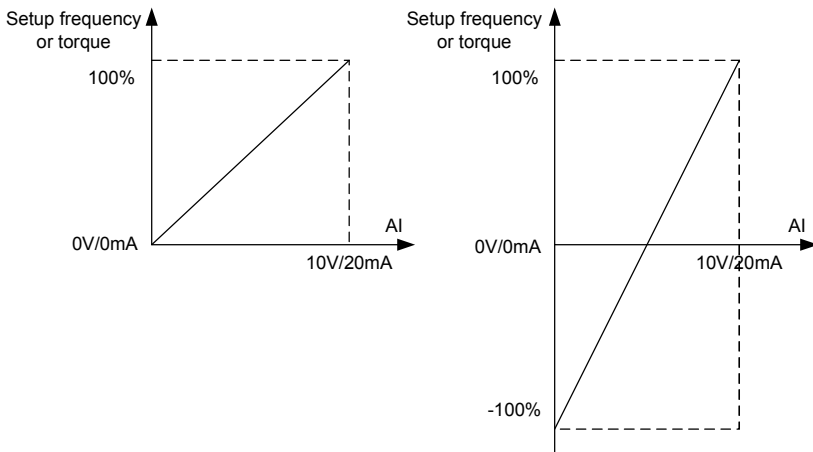 Setup frequency
or torque
100%
0V/0mA
AI
10V/20mA
Setup frequency
or torque
100%
0V/0mA
AI
10V/20mA
-100%